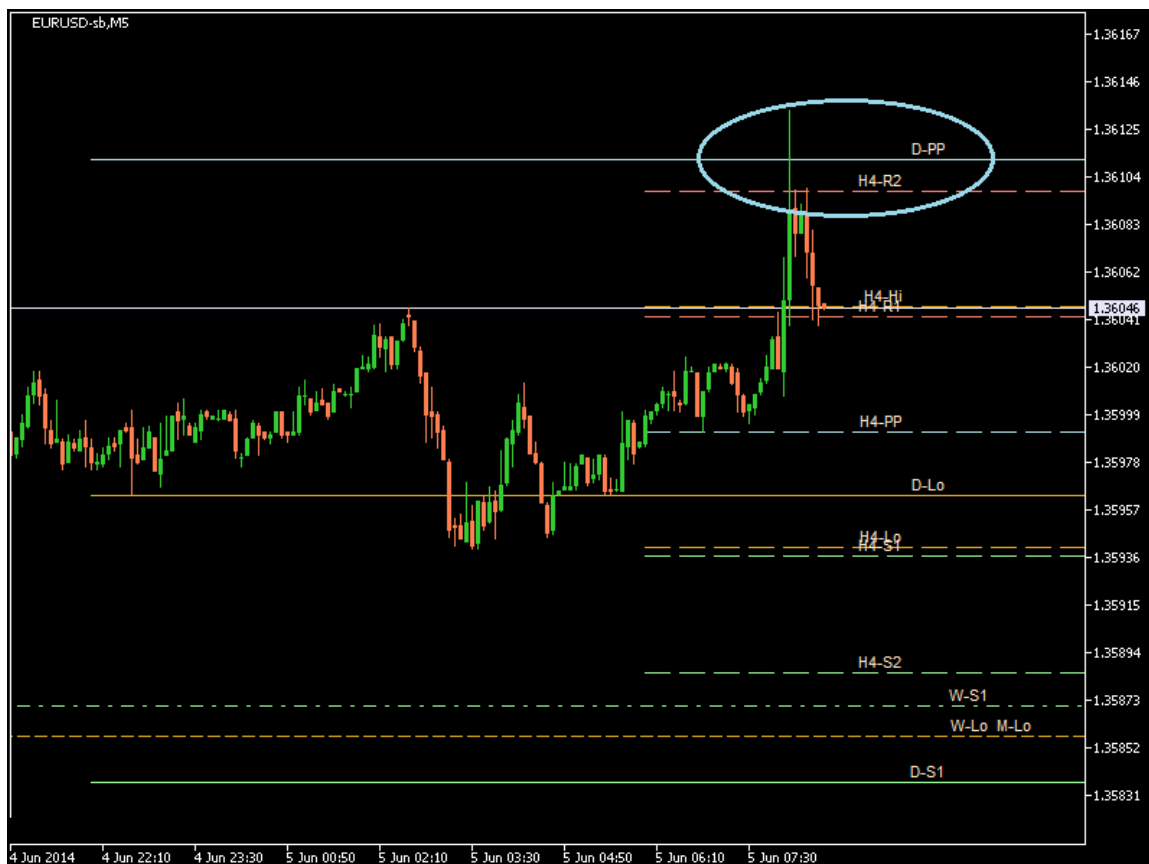 EURUSD-sb,M5
1.36167
1.36146
1.36125
D-PP
1.36104
H4-R2
1.36083
1.36062
H4-Hi
1.36046
H4-R1
1.36041
1.36020
1.35999
H4-PP
1.35978
D-Lo
1.35957
H4-Lo
H4-S1
1.35936
1.35915
H4-S2
1.35894
W-S1
1.35873
W-Lo M-Lo
1.35852
D-S1
1.35831
4 Jun 2014 4 Jun 22:10 4 Jun 23:30 5 Jun 00:50 5 Jun 02:10 5 Jun 03:30 5 Jun 04:50 5 Jun 06:10 5 Jun 07:30